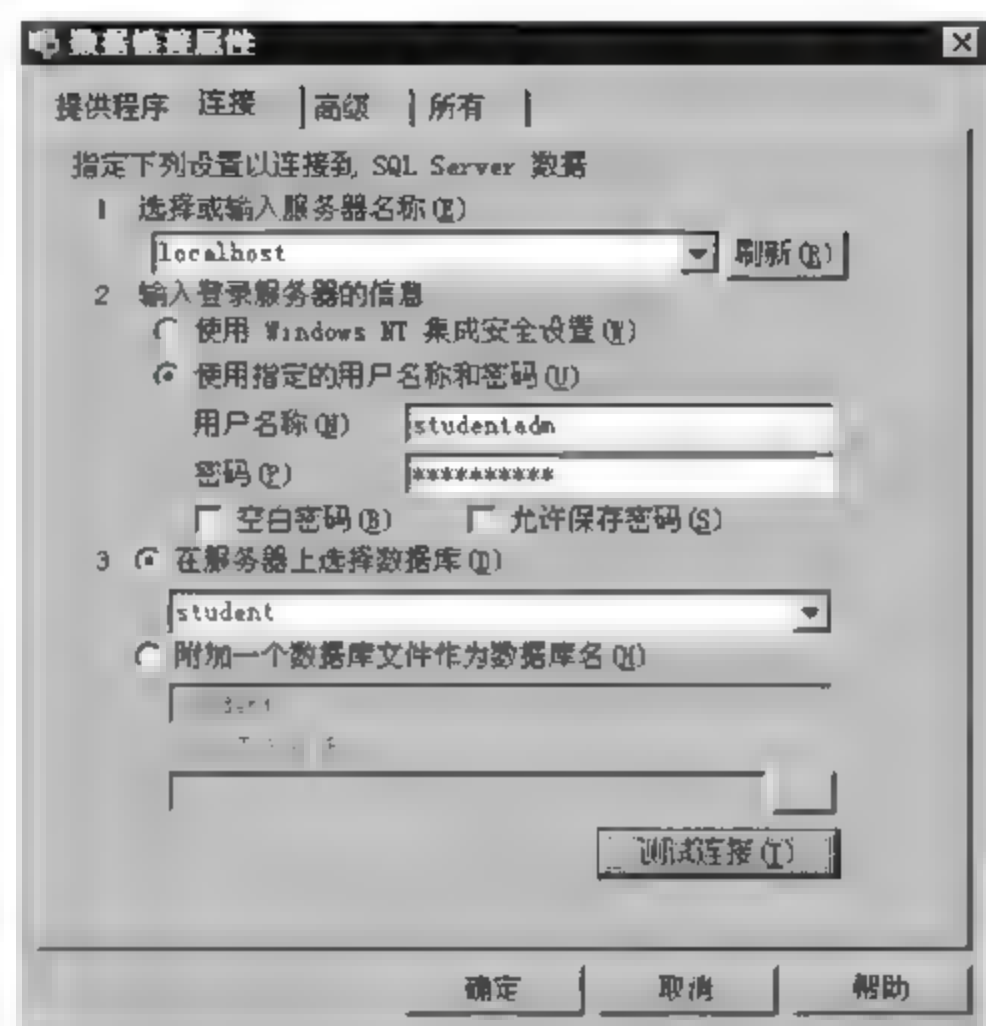 数据链接属性
提供程序 连接 高级 所有
指定下列设置以连接到 SQL Server 数据
1 选择或输入服务器名称(E)
localhost 刷新(R)
2 输入登录服务器的信息
使用 Windows NT 集成安全设置(W)
使用指定的用户名称和密码(U)
用户名称(N) studentadm
密码(P) **********
空白密码(B) 允许保存密码(S)
3 在服务器上选择数据库(D)
student
附加一个数据库文件作为数据库名(H)
测试连接(T)
确定 取消 帮助